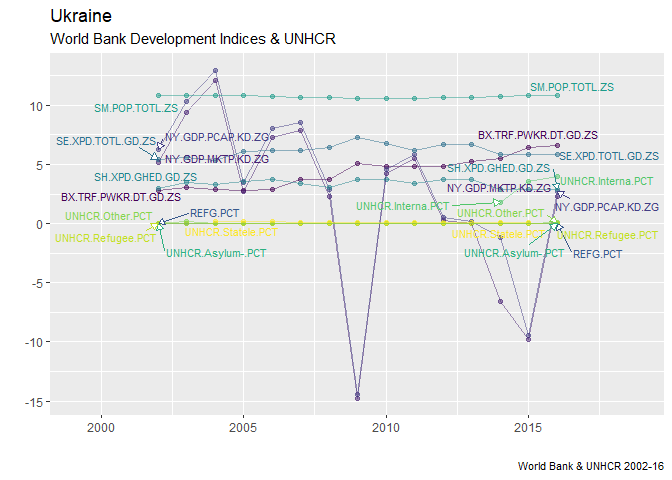 Ukraine
World Bank Development Indices & UNHCR
SM.POP.TOTL.ZS
10
SM.POP.TOTL.ZS
BX.TRF.PWKR.DT.GD.ZS
SE.XPD.TOTL.GD.ZS
NY.GDP.PCAP.KD.ZG
5
NY.GDP.MKTP.KD.ZG
SE.XPD.TOTL.GD.ZS
SH.XPD.GHED.GD.ZS
SH.XPD.GHED.GD.ZS
UNHCR.Interna.PCT
BX.TRF.PWKR.DT.GD.ZS
NY.GDP.MKTP.KD.ZG
UNHCR.Interna.PCT
NY.GDP.PCAP.KD.ZG
UNHCR.Other.PCT
REFG.PCT
UNHCR.Other.PCT
0
UNHCR.Refugee.PCT
UNHCR.Statele.PCT
UNHCR.Statele.PCT
UNHCR.Refugee.PCT
UNHCR.Asylum-.PCT
UNHCR.Asylum-.PCT
REFG.PCT
-5
-10
-15
2000
2005
2010
2015
World Bank & UNHCR 2002-16